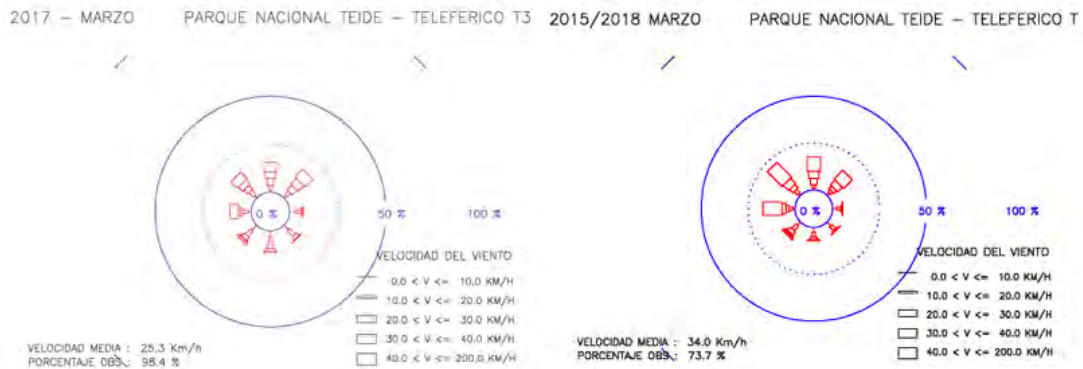 2017 – MARZO PARQUE NACIONAL TEIDE – TELEFERICO T3
0 %
50 %
100 %
VELOCIDAD DEL VIENTO
0.0 < V <= 10.0 KM/H
10.0 < V <= 20.0 KM/H
20.0 < V <= 30.0 KM/H
30.0 < V <= 40.0 KM/H
40.0 < V <= 200.0 KM/H
VELOCIDAD MEDIA : 25.3 Km/h
PORCENTAJE OBS.: 98.4 %
2015/2018 MARZO PARQUE NACIONAL TEIDE – TELEFERICO T
0 %
50 %
100 %
VELOCIDAD DEL VIENTO
0.0 < V <= 10.0 KM/H
10.0 < V <= 20.0 KM/H
20.0 < V <= 30.0 KM/H
30.0 < V <= 40.0 KM/H
40.0 < V <= 200.0 KM/H
VELOCIDAD MEDIA : 34.0 Km/h
PORCENTAJE OBS.: 73.7 %